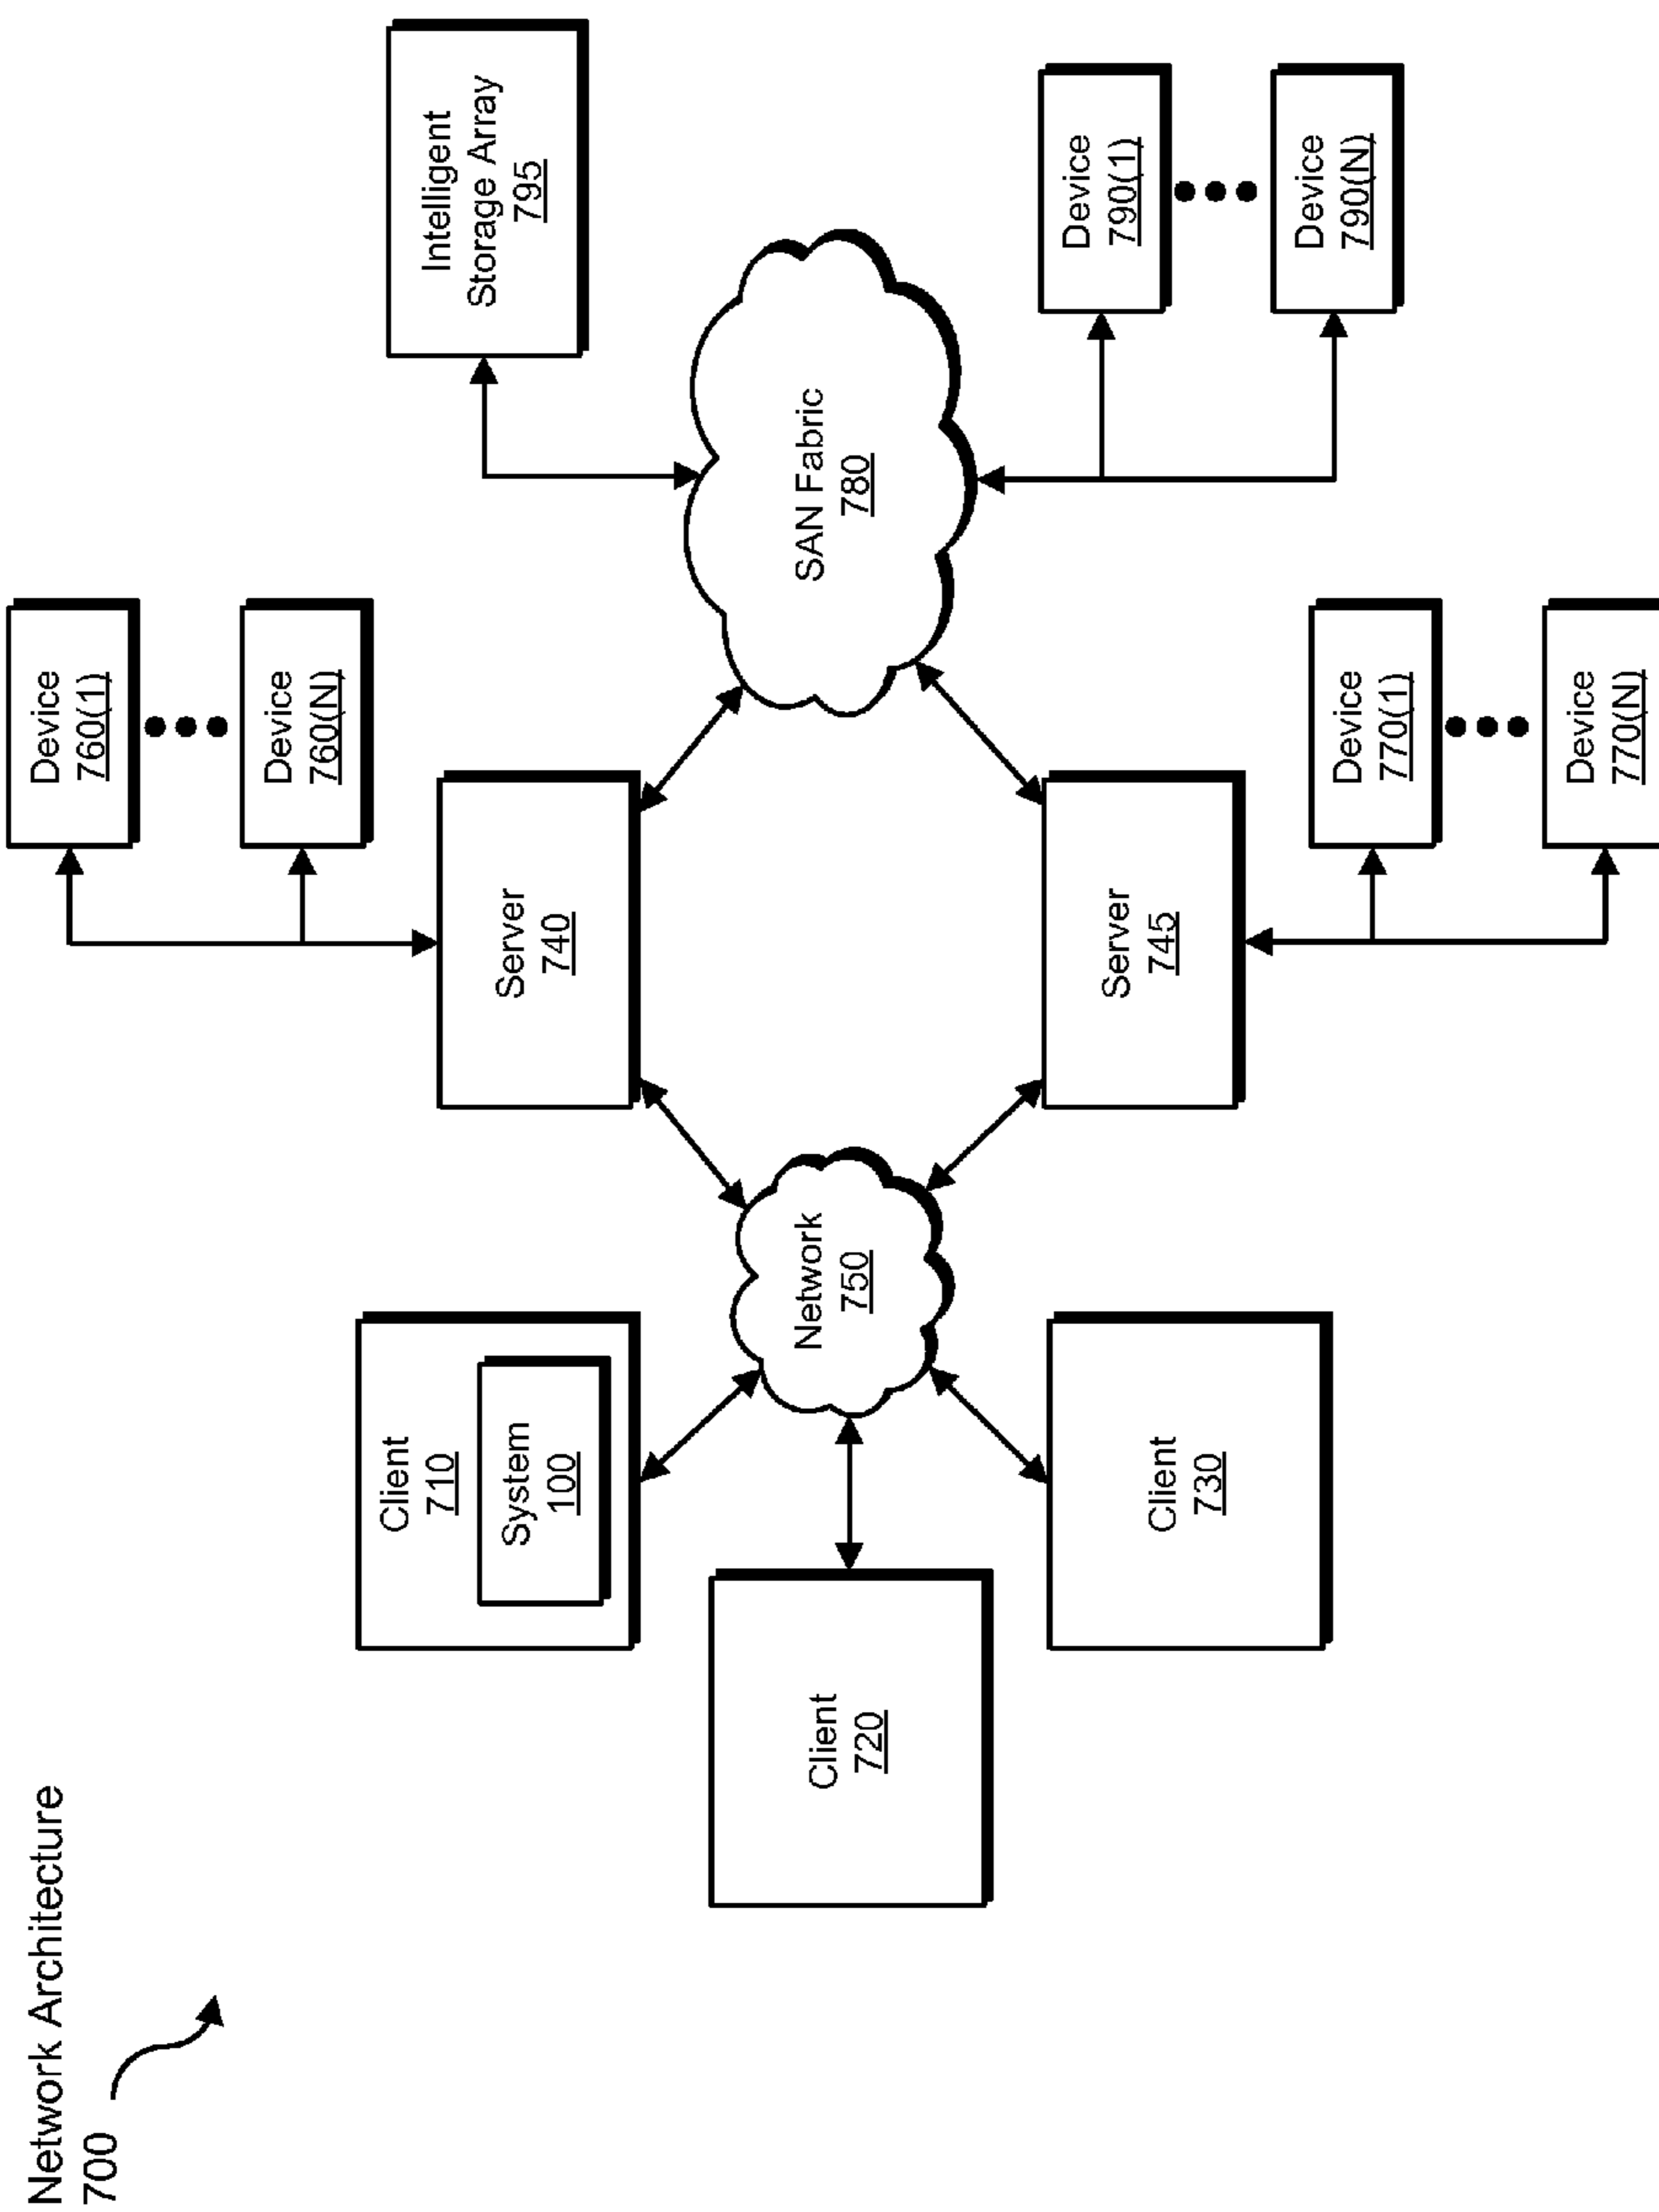 Network Architecture
700
Client
710
System
100
Client
720
Client
730
Network
750
Server
740
Server
745
Device
760(1)
Device
760(N)
Device
770(1)
Device
770(N)
SAN Fabric
780
Intelligent
Storage Array
795
Device
790(1)
Device
790(N)